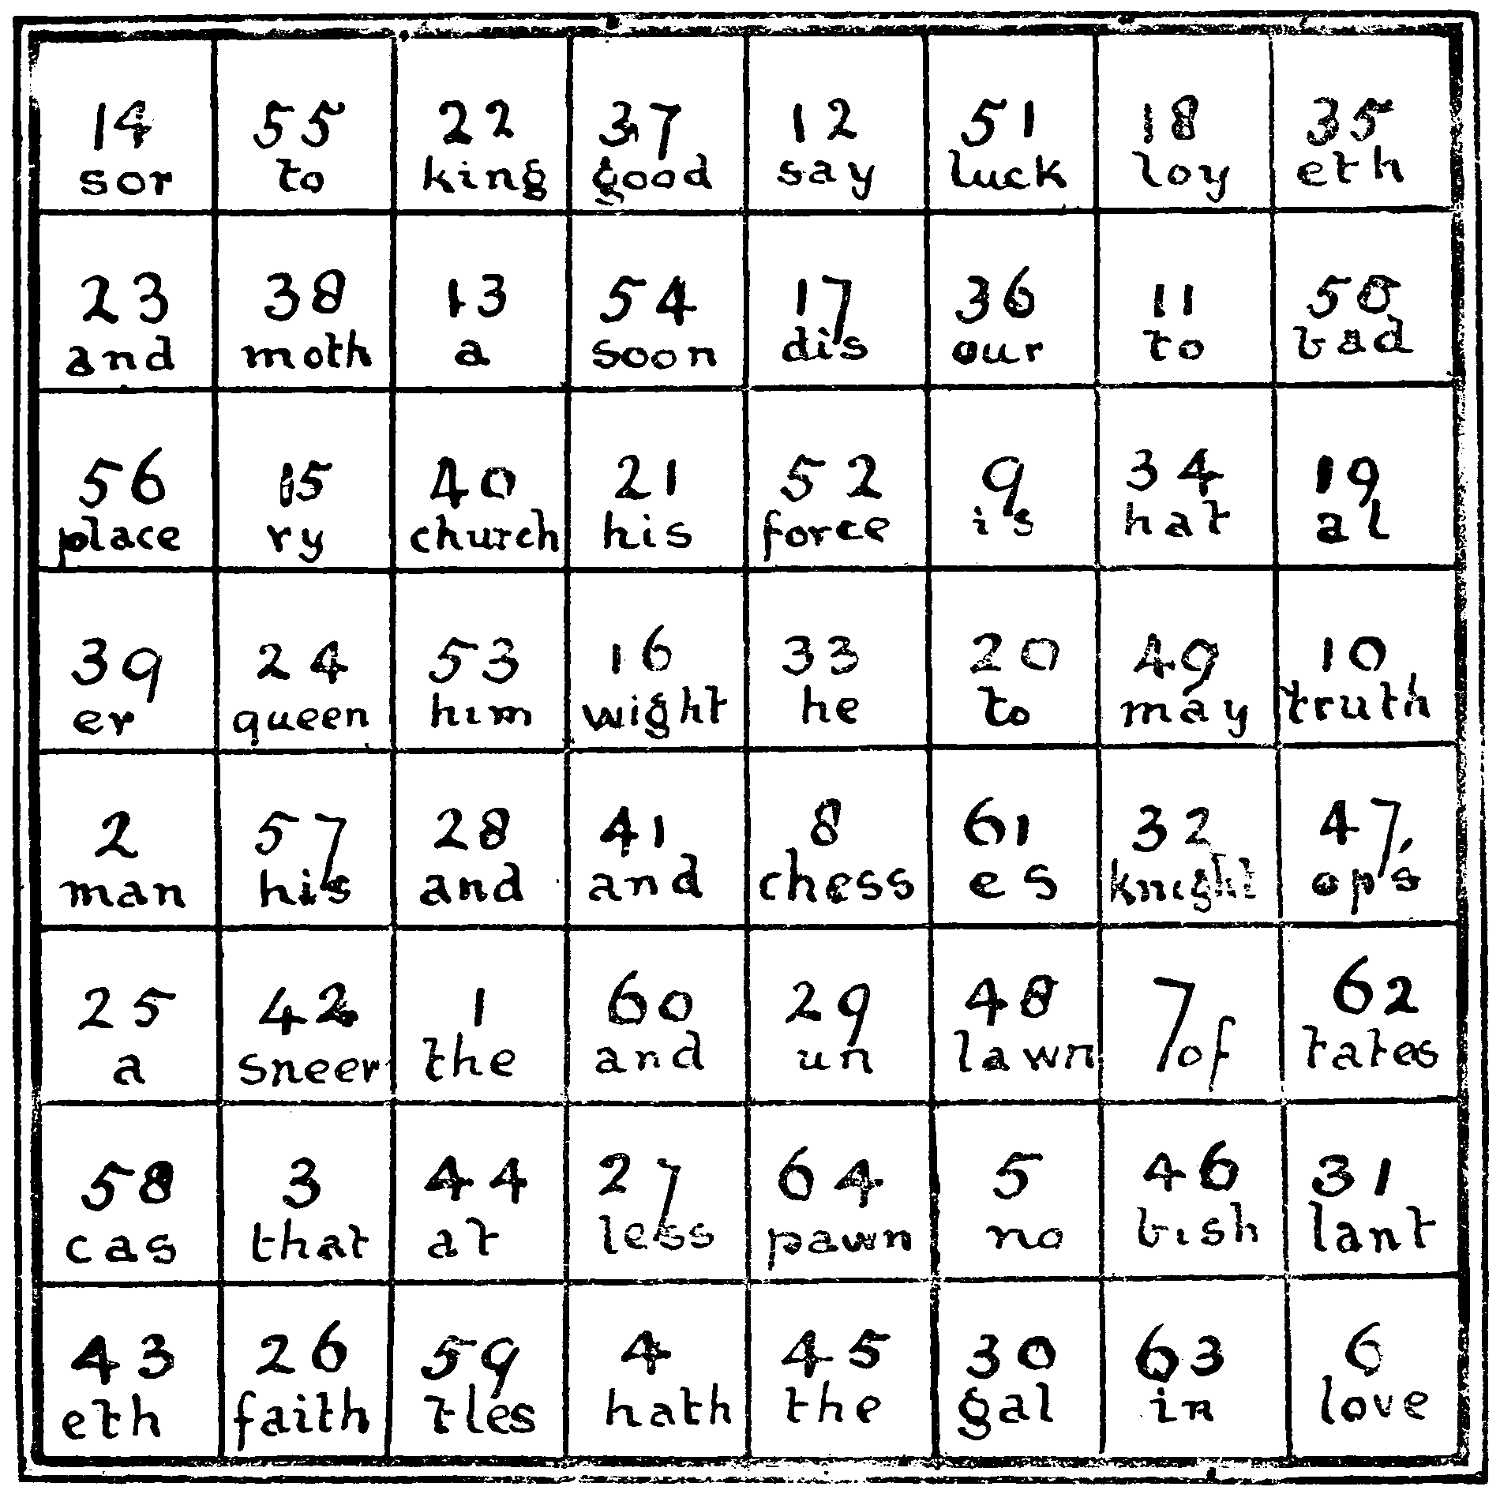 14 55 22 37 12 51 18 35
sor to king good say luck loy eth
23 38 13 54 17 36 11 50
and moth a soon dis our to bad
56 15 40 21 52 9 34 19
place ry church his force is hat al
39 24 53 16 33 20 49 10
er queen him wight he to may truth
2 57 28 41 8 61 32 47
man his and and chess es knight op's
25 42 1 60 29 48 7 62
a sneer the and un lawn of tates
58 3 44 27 64 5 46 31
cas that at less pawn no bish lant
43 26 59 4 45 30 63 6
eth faith tles hath the gal in love